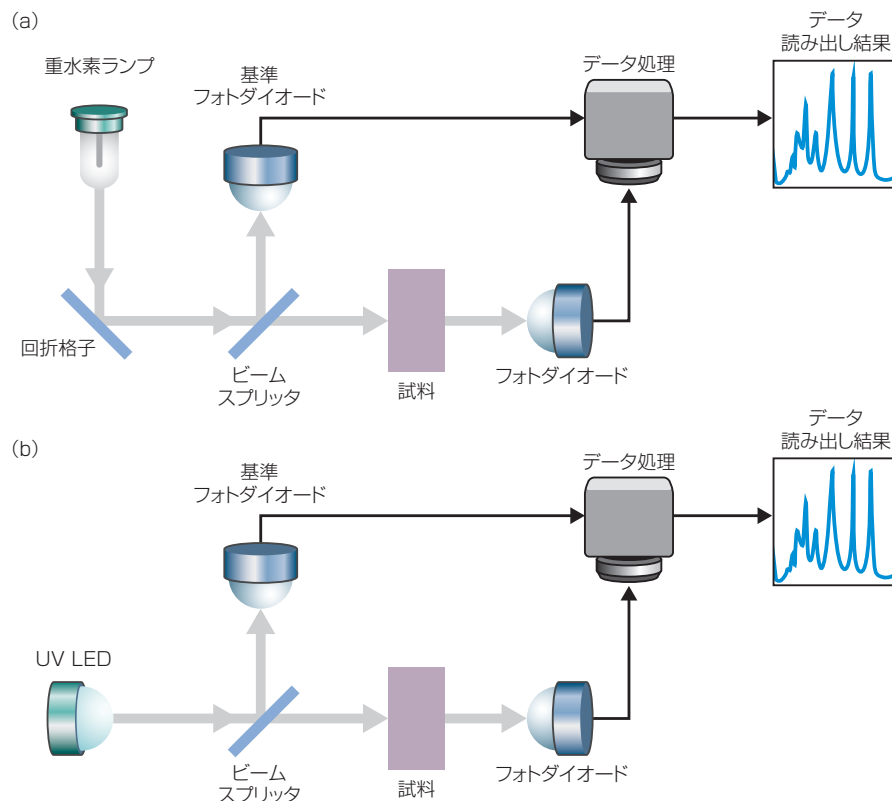 (a)
重水素ランプ
基準
フォトダイオード
データ処理
データ
読み出し結果
回折格子
ビーム
スプリッタ
試料
フォトダイオード
(b)
基準
フォトダイオード
データ処理
データ
読み出し結果
UV LED
ビーム
スプリッタ
試料
フォトダイオード